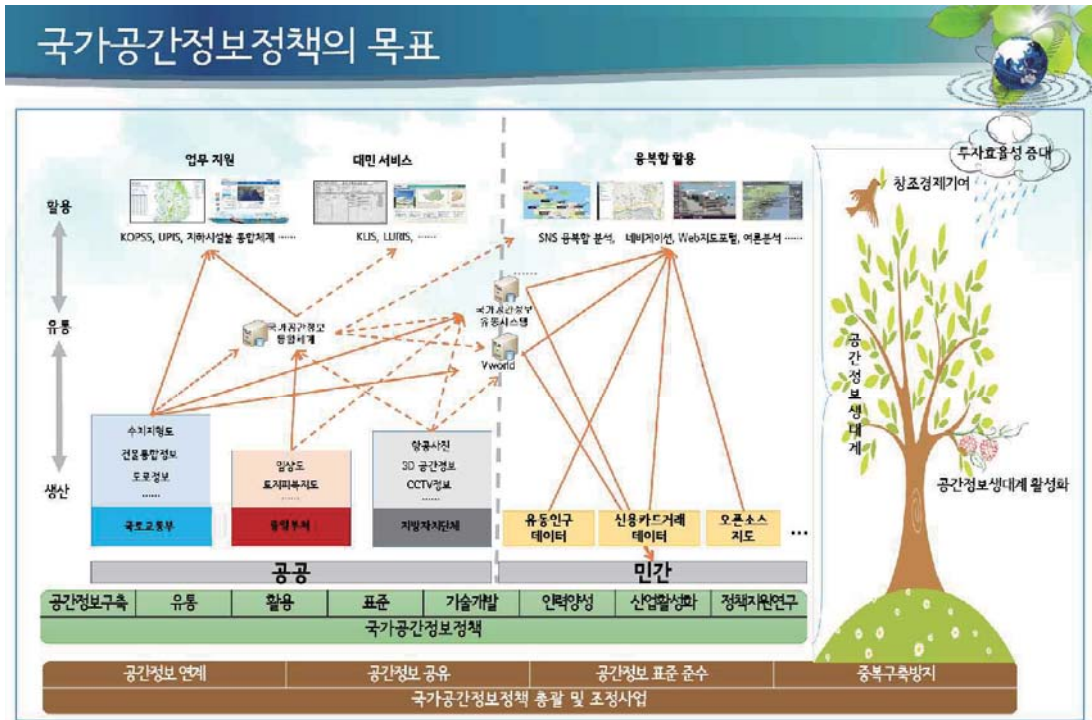 국가공간정보정책의 목표
업무 지원
대민 서비스
융복합 활용
투자효율성 증대
창조경제기여
활용
KOPSS, UPIS, 지하시설물 통합체계 ……
KLIS, LURIS, ……
SNS 융복합 분석, 네비게이션, Web지도포털, 여론분석 ……
……
유통
국가공간정보
통합체계
국가공간정보
유통시스템
Vworld
공간정보생태계
수치지형도
건물통합정보
도로정보
……
임상도
토지피복지도
……
항공사진
3D 공간정보
CCTV정보
……
생산
공간정보생태계 활성화
국토교통부
중앙부처
지방자치단체
유동인구
데이터
신용카드거래
데이터
오픈소스
지도
...
공공
민간
공간정보구축 유통 활용 표준 기술개발 인력양성 산업활성화 정책지원연구
국가공간정보정책
공간정보 연계 공간정보 공유 공간정보 표준 준수 중복구축방지
국가공간정보정책 총괄 및 조정사업